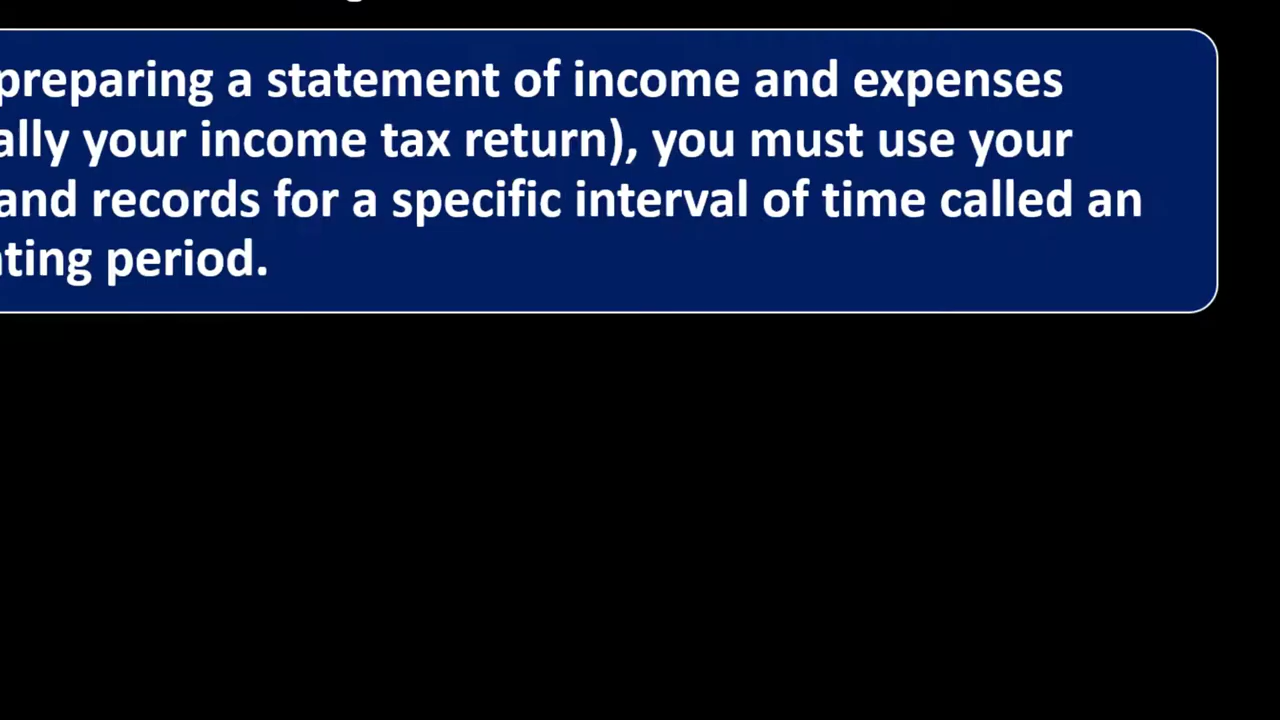 preparing a statement of income and expenses
ally your income tax return), you must use your
and records for a specific interval of time called an
ting period.